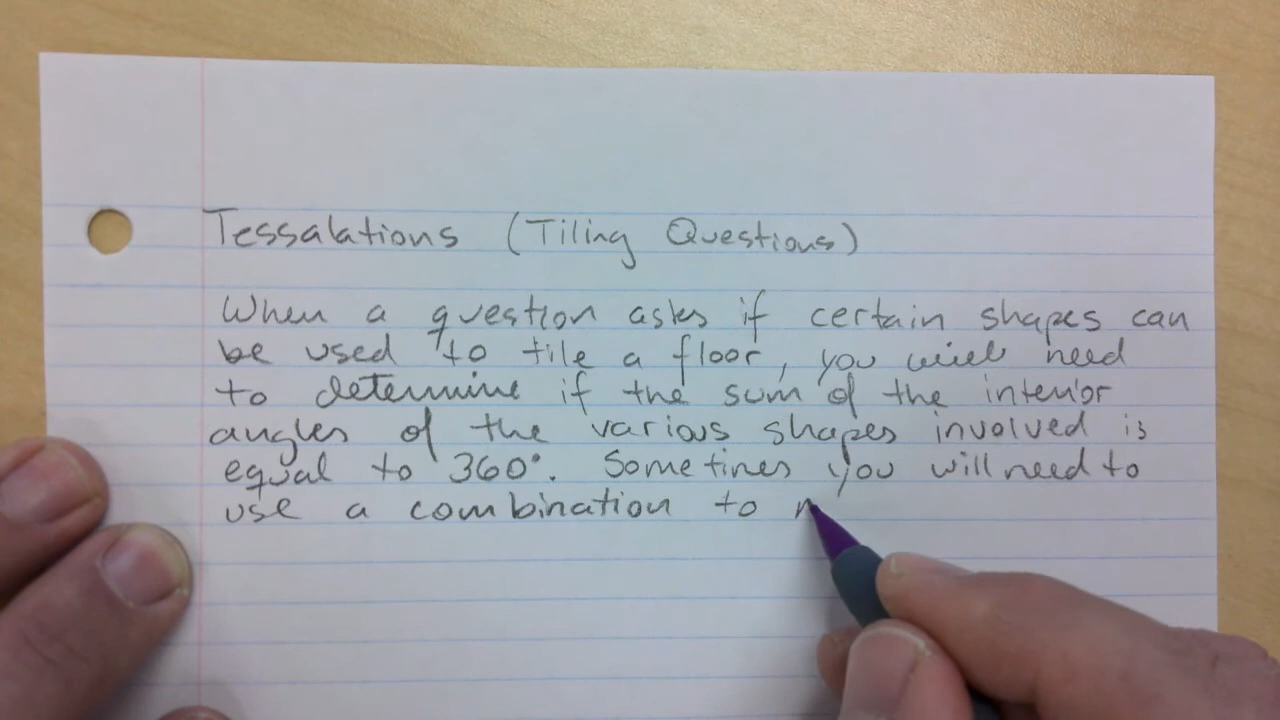 Tessalations (Tiling Questions)
When a question asks if certain shapes can
be used to tile a floor, you will need
to determine if the sum of the interior
angles of the various shapes involved is
equal to 360°. Sometimes you will need to
use a combination to